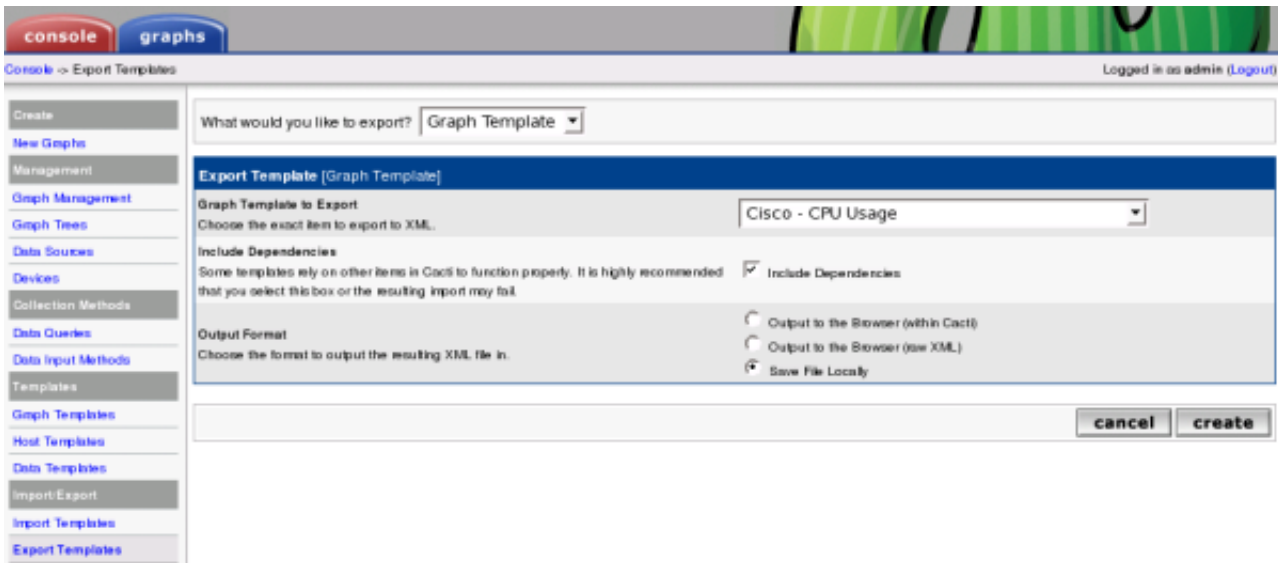 console graphs
Console -> Export Templates
Logged in as admin (Logout)
Create
New Graphs
Management
Graph Management
Graph Trees
Data Sources
Devices
Collection Methods
Data Queries
Data Input Methods
Templates
Graph Templates
Host Templates
Data Templates
Import/Export
Import Templates
Export Templates
What would you like to export? Graph Template
Export Template [Graph Template]
Graph Template to Export
Choose the exact item to export to XML.
Cisco - CPU Usage
Include Dependencies
Some templates rely on other items in Cacti to function properly. It is highly recommended
that you select this box or the resulting import may fail.
Include Dependencies
Output Format
Choose the format to output the resulting XML file in.
Output to the Browser (within Cacti)
Output to the Browser (raw XML)
Save File Locally
cancel create